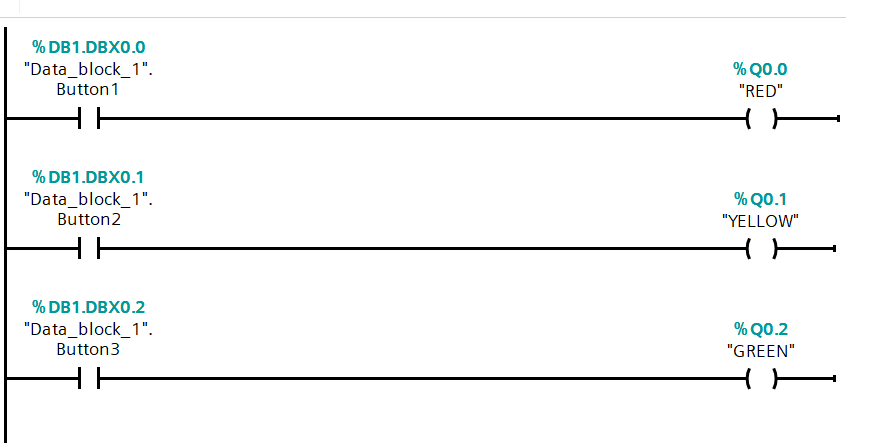 %DB1.DBX0.0
"Data_block_1".
Button1
%Q0.0
"RED"
%DB1.DBX0.1
"Data_block_1".
Button2
%Q0.1
"YELLOW"
%DB1.DBX0.2
"Data_block_1".
Button3
%Q0.2
"GREEN"